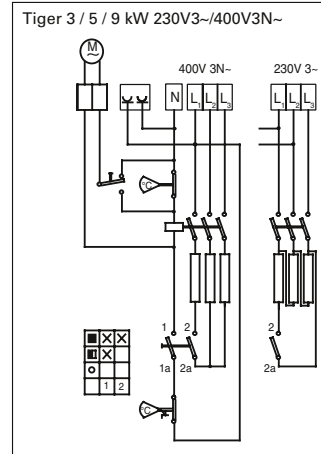 Tiger 3 / 5 / 9 kW 230V3~/400V3N~
M
~
400V 3N~ 230V 3~
N L1 L2 L3 L1 L2 L3
°C
1 2 2
1a 2a 2a
1 2
°C